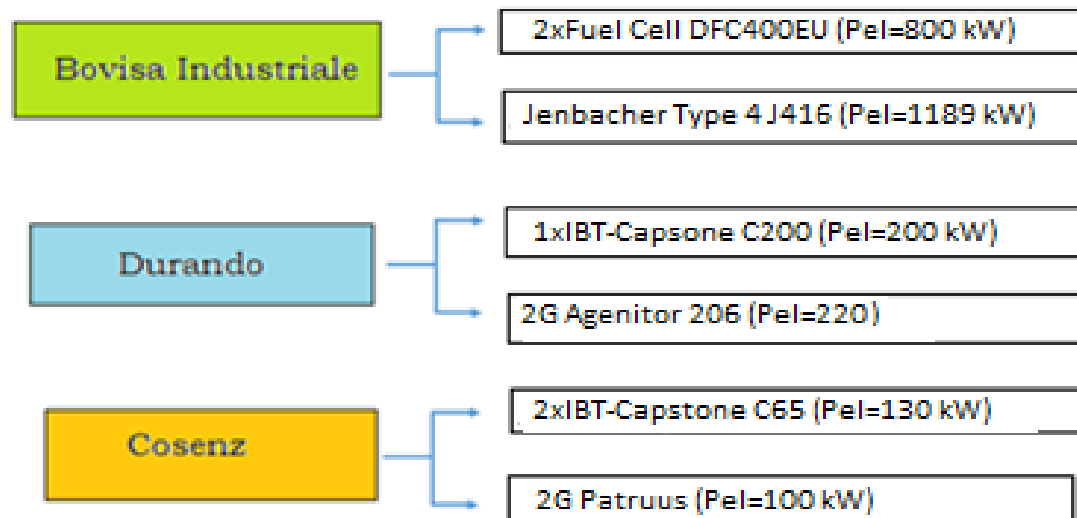 Bovisa Industriale
2xFuel Cell DFC400EU (Pel=800 kW)
Jenbacher Type 4 J416 (Pel=1189 kW)
Durando
1xIBT-Capsone C200 (Pel=200 kW)
2G Agenitor 206 (Pel=220)
Cosenz
2xIBT-Capstone C65 (Pel=130 kW)
2G Patruus (Pel=100 kW)